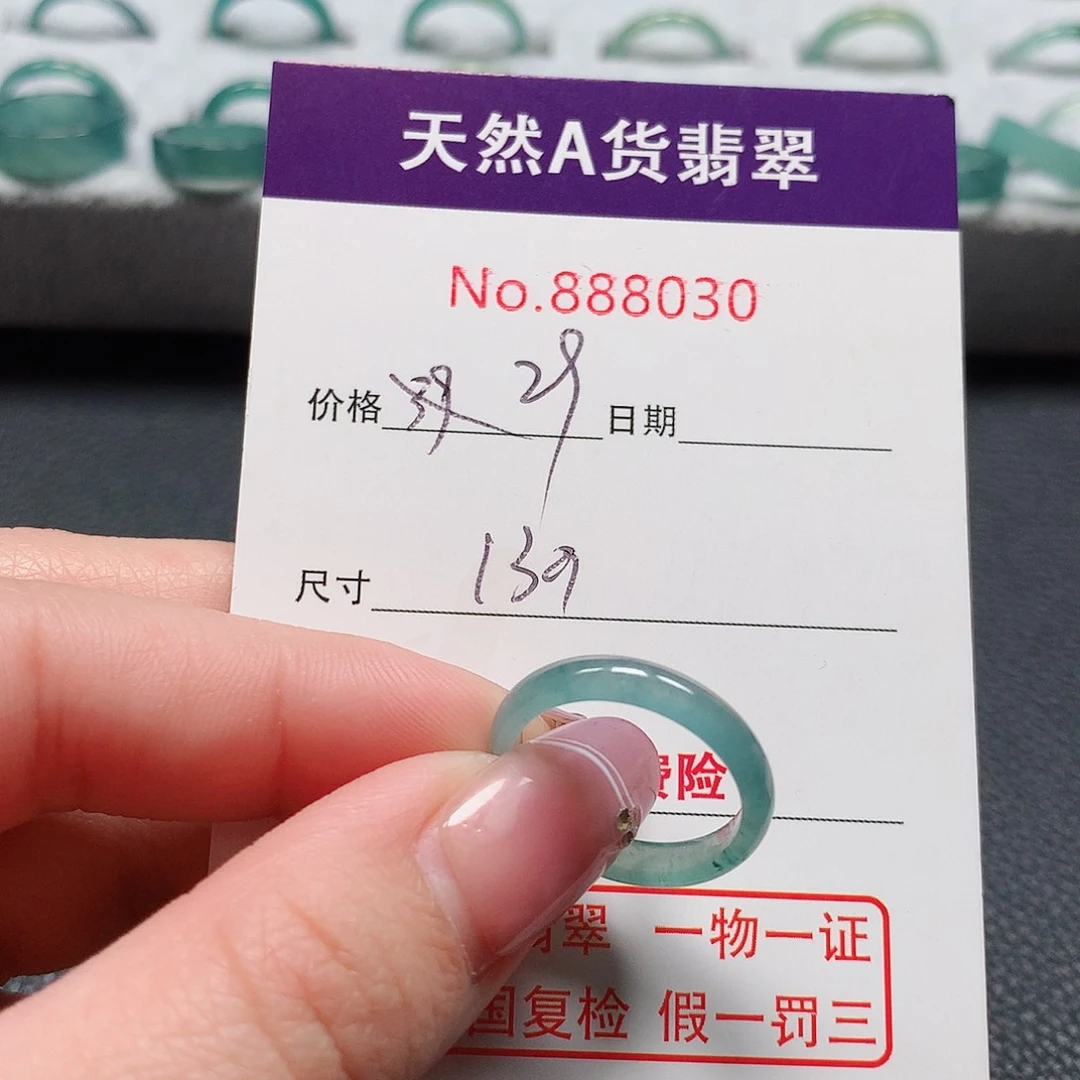 天然A货翡翠
No.888030
价格 29 日期
尺寸 139
费险
翠 一物一证
国复检 假一罚三